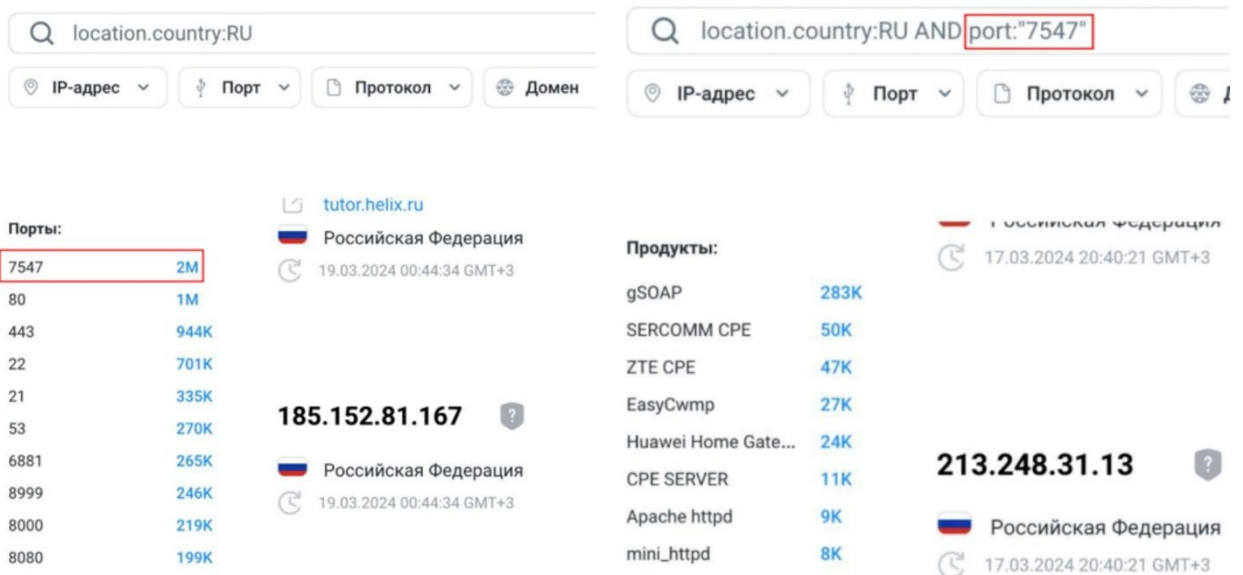 location.country:RU
IP-адрес
Порт
Протокол
Домен
tutor.helix.ru
Российская Федерация
19.03.2024 00:44:34 GMT+3
Порты:
7547 2M
80 1M
443 944K
22 701K
21 335K
53 270K
6881 265K
8999 246K
8000 219K
8080 199K
185.152.81.167
Российская Федерация
19.03.2024 00:44:34 GMT+3
location.country:RU AND port:"7547"
IP-адрес
Порт
Протокол
Российская Федерация
17.03.2024 20:40:21 GMT+3
Продукты:
gSOAP 283K
SERCOMM CPE 50K
ZTE CPE 47K
EasyCwmp 27K
Huawei Home Gate... 24K
CPE SERVER 11K
Apache httpd 9K
mini_httpd 8K
213.248.31.13
Российская Федерация
17.03.2024 20:40:21 GMT+3